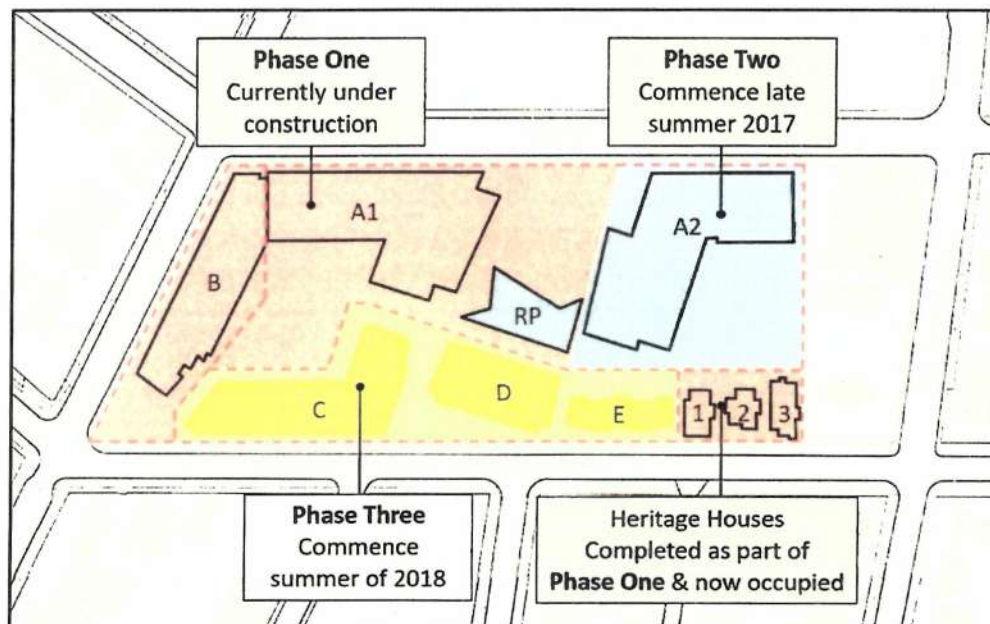 Phase One
Currently under
construction
Phase Two
Commence late
summer 2017
A1
A2
B
RP
C
D
E
1
2
3
Phase Three
Commence
summer of 2018
Heritage Houses
Completed as part of
Phase One & now occupied